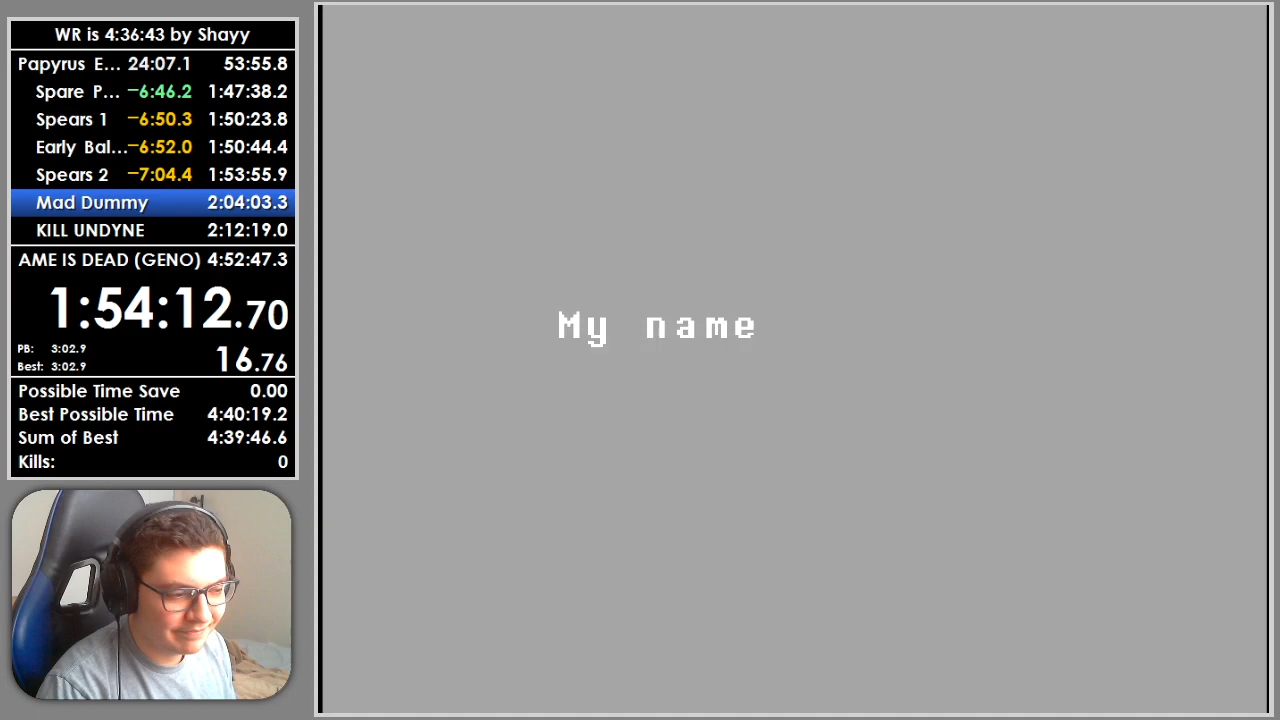 WR is 4:36:43 by Shayy
Papyrus E... 24:07.1 53:55.8
Spare P... −6:46.2 1:47:38.2
Spears 1 −6:50.3 1:50:23.8
Early Bal... −6:52.0 1:50:44.4
Spears 2 −7:04.4 1:53:55.9
Mad Dummy 2:04:03.3
KILL UNDYNE 2:12:19.0
AME IS DEAD (GENO) 4:52:47.3
1:54:12.70
PB: 3:02.9
Best: 3:02.9
16.76
Possible Time Save 0.00
Best Possible Time 4:40:19.2
Sum of Best 4:39:46.6
Kills: 0
My name